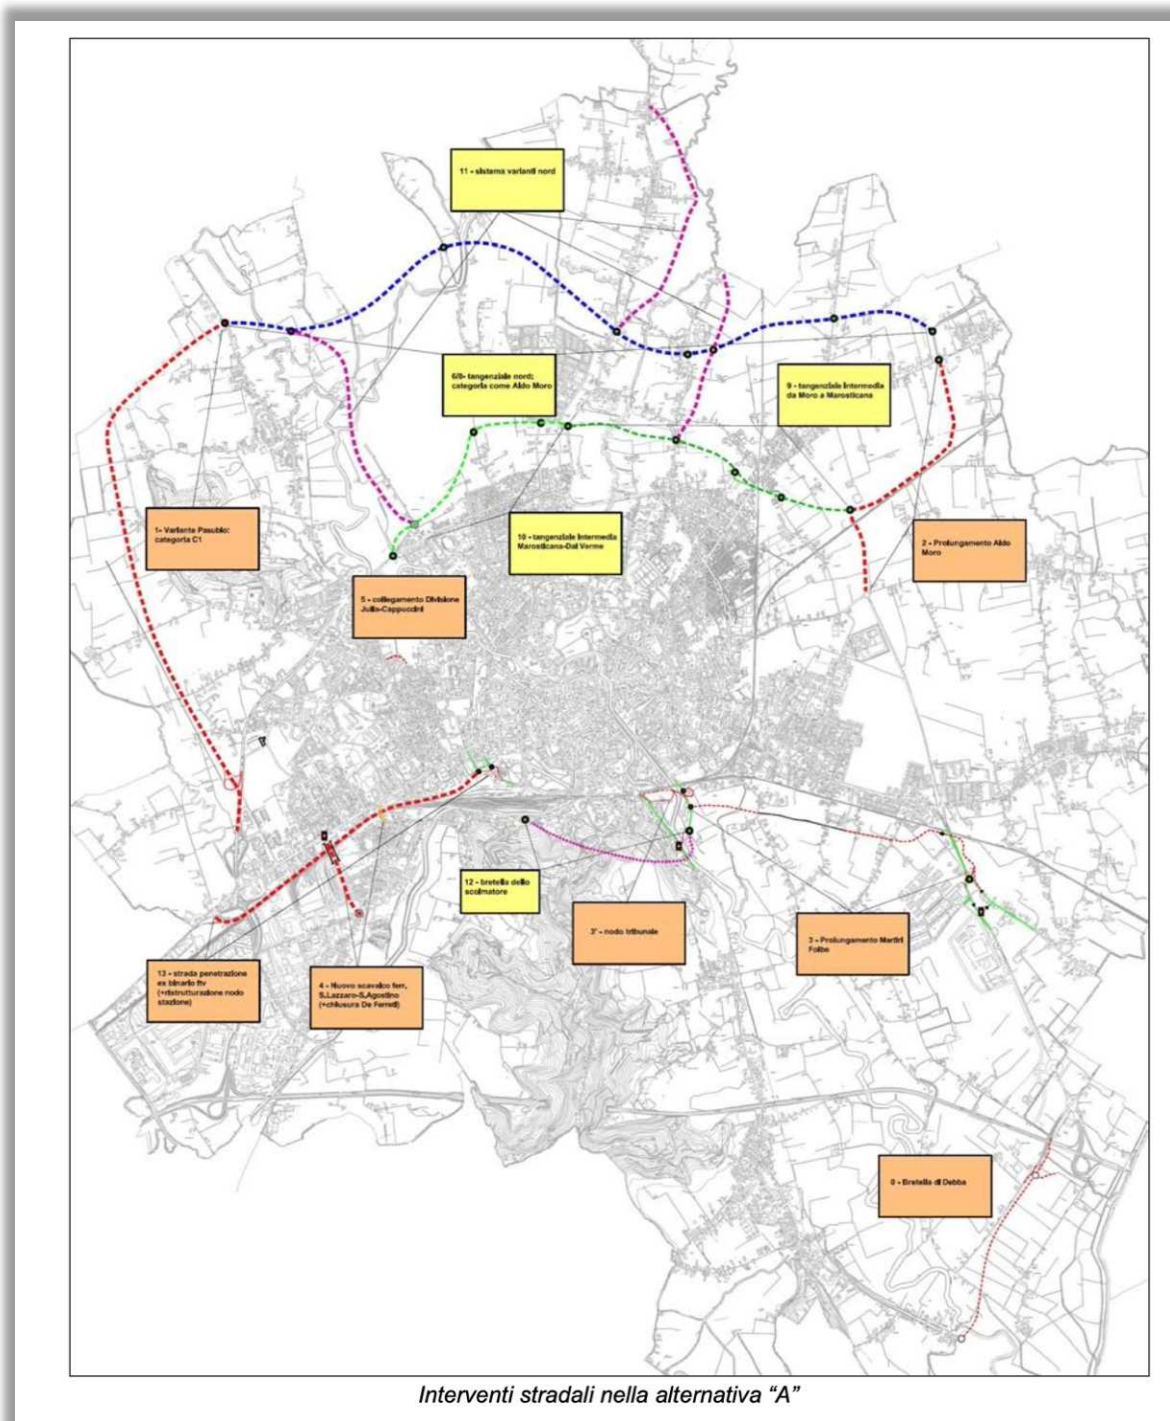 11 - sistema varianti nord
6/8- tangenziale nord;
categoria come Aldo Moro
9 - tangenziale intermedia
da Moro a Marosticana
1- Variante Pasubio:
categoria C1
10 - tangenziale intermedia
Marosticana-Dal Verme
2 - Prolungamento Aldo
Moro
5 - collegamento Divisione
Julia-Cappuccini
12 - bretella dello
scolmatore
3' - nodo tribunale
3 - Prolungamento Martiri
Foibe
13 - strada penetrazione
ex binario ftv
(+ristrutturazione nodo
stazione)
4 - Nuovo scavalco ferr.
S.Lazzaro-S.Agostino
(+chiusura De Ferreti)
0 - Bretella di Debba
Interventi stradali nella alternativa “A”